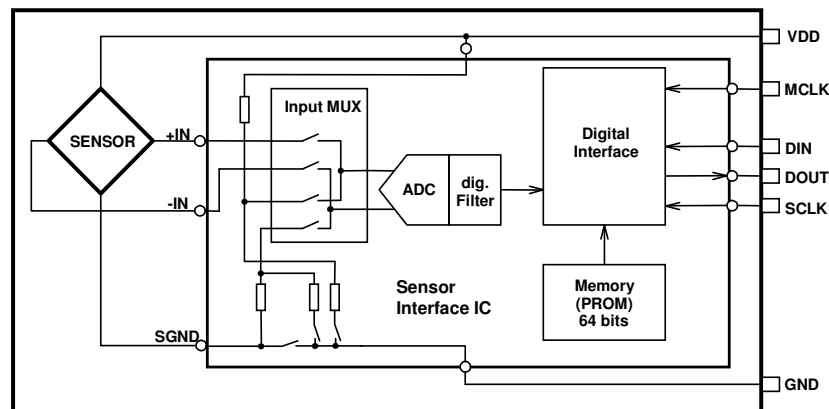 VDD
MCLK
Input MUX
+IN
SENSOR
Digital
Interface
DIN
DOUT
ADC
dig.
Filter
-IN
SCLK
Sensor
Interface IC
Memory
(PROM)
64 bits
SGND
GND